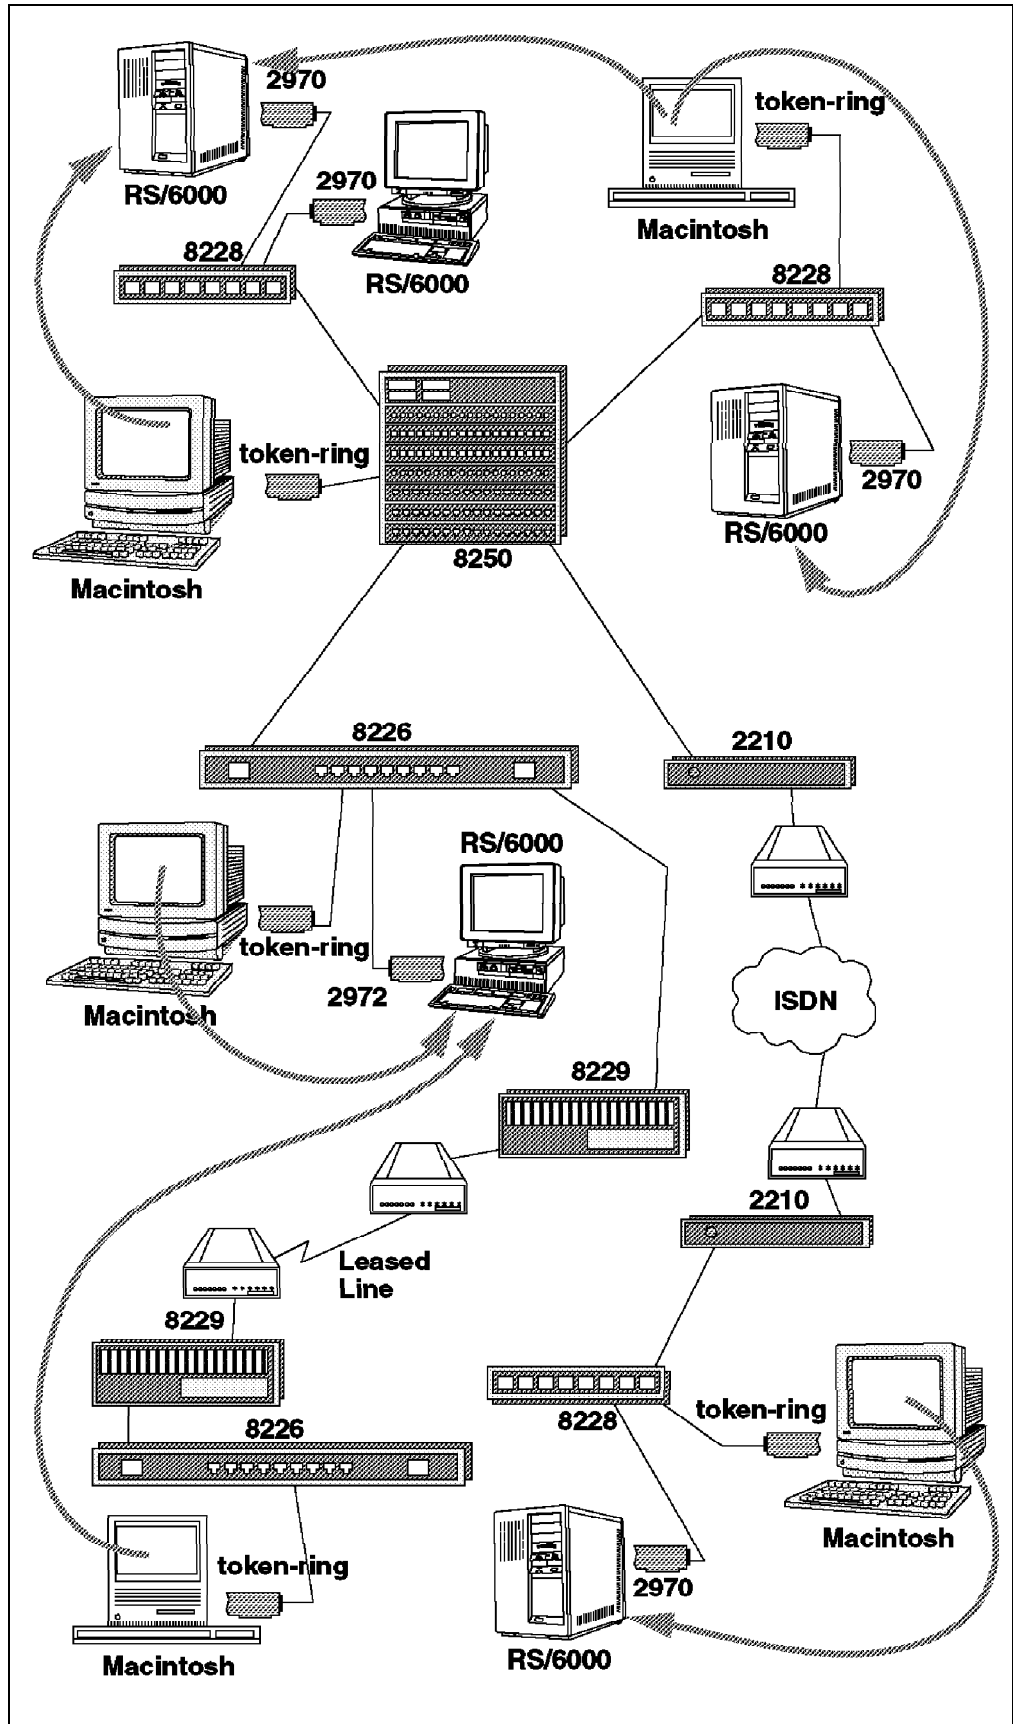 2970
token-ring
RS/6000
2970
Macintosh
8228
RS/6000
8228
token-ring
2970
RS/6000
8250
Macintosh
8226
2210
RS/6000
token-ring
2972
Macintosh
ISDN
8229
2210
Leased
Line
8229
token-ring
8228
8226
Macintosh
token-ring
2970
RS/6000
Macintosh